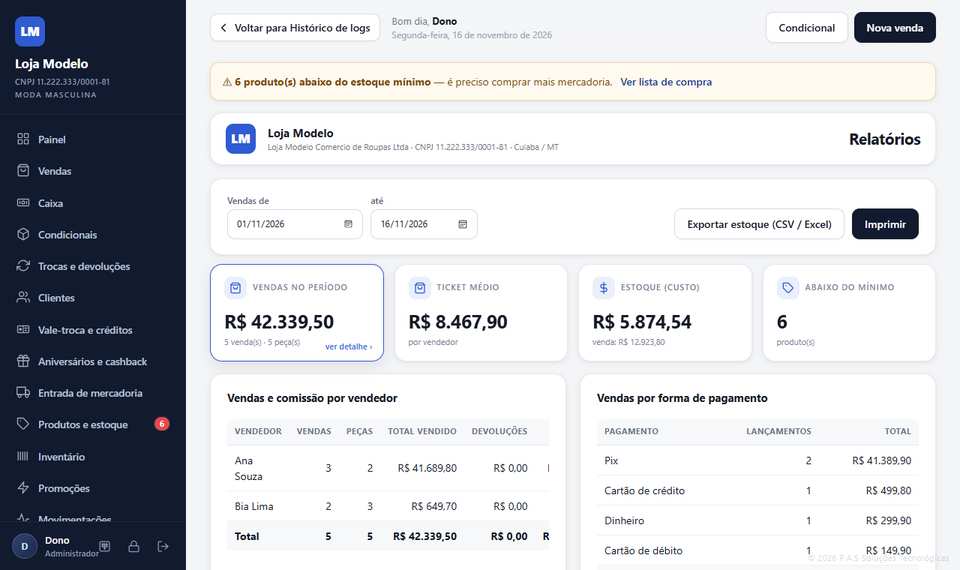 LM
Loja Modelo
CNPJ 11.222.333/0001-81
MODA MASCULINA
Painel
Vendas
Caixa
Condicionais
Trocas e devoluções
Clientes
Vale-troca e créditos
Aniversários e cashback
Entrada de mercadoria
Produtos e estoque 6
Inventário
Promoções
Movimentações
D
Dono
Administrador
Voltar para Histórico de logs
Bom dia, Dono
Segunda-feira, 16 de novembro de 2026
Condicional
Nova venda
⚠ 6 produto(s) abaixo do estoque mínimo — é preciso comprar mais mercadoria. Ver lista de compra
LM
Loja Modelo
Loja Modelo Comercio de Roupas Ltda · CNPJ 11.222.333/0001-81 · Cuiaba / MT
Relatórios
Vendas de
01/11/2026
até
16/11/2026
Exportar estoque (CSV / Excel)
Imprimir
VENDAS NO PERÍODO
R$ 42.339,50
5 venda(s) · 5 peça(s)
ver detalhe ›
TICKET MÉDIO
R$ 8.467,90
por vendedor
ESTOQUE (CUSTO)
R$ 5.874,54
venda: R$ 12.923,80
ABAIXO DO MÍNIMO
6
produto(s)
Vendas e comissão por vendedor
VENDEDOR VENDAS PEÇAS TOTAL VENDIDO DEVOLUÇÕES
Ana Souza 3 2 R$ 41.689,80 R$ 0,00
Bia Lima 2 3 R$ 649,70 R$ 0,00
Total 5 5 R$ 42.339,50 R$ 0,00 R
Vendas por forma de pagamento
PAGAMENTO LANÇAMENTOS TOTAL
Pix 2 R$ 41.389,90
Cartão de crédito 1 R$ 499,80
Dinheiro 1 R$ 299,90
Cartão de débito 1 R$ 149,90
© 2026 F.A.S Soluções Tecnológicas